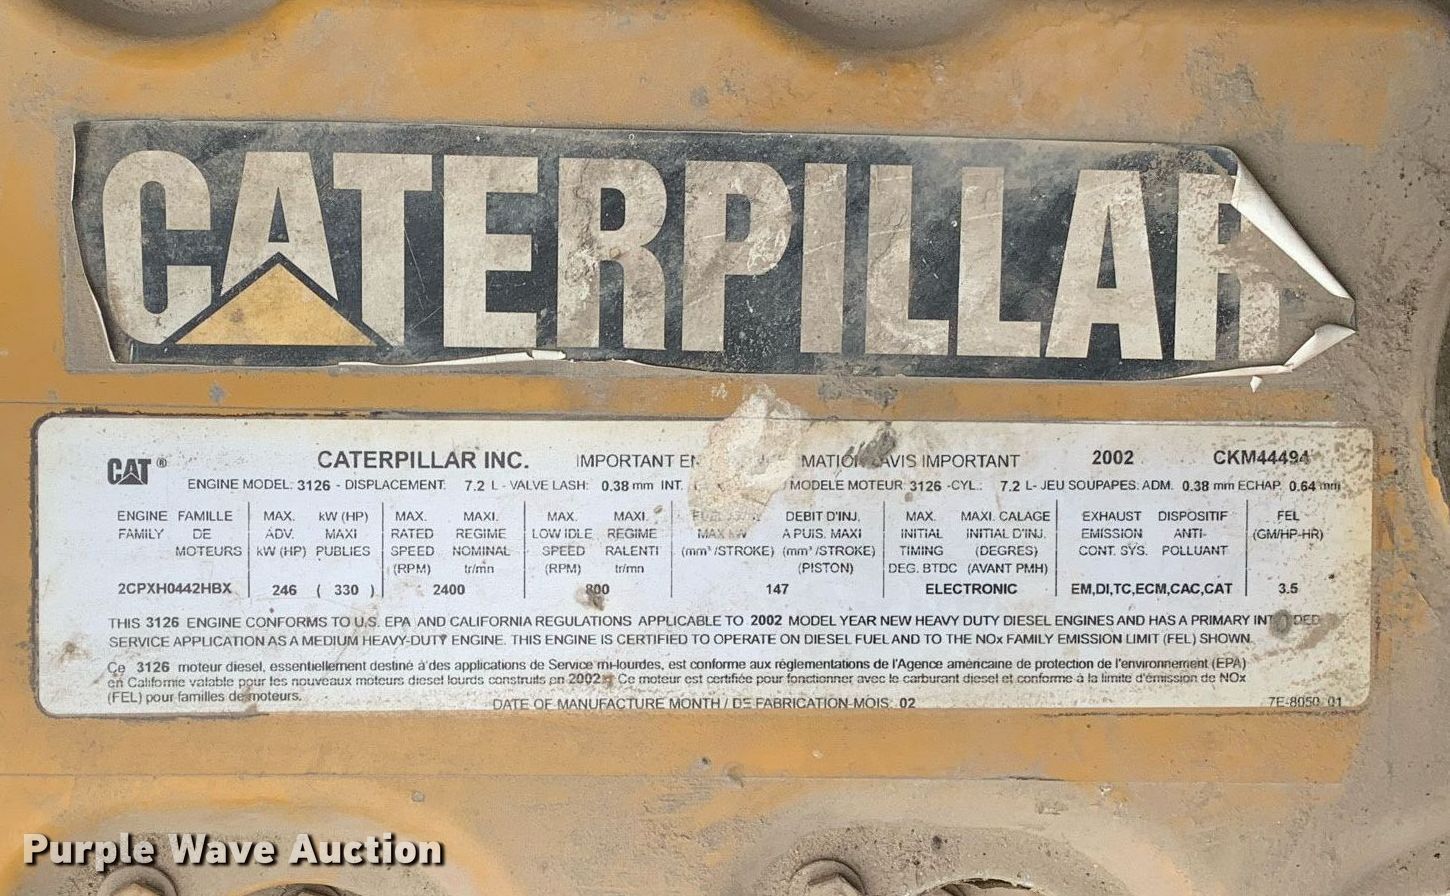 CATERPILLAR
CAT ® CATERPILLAR INC. IMPORTANT AVIS IMPORTANT 2002 CKM44494
ENGINE MODEL: 3126 - DISPLACEMENT: 7.2 L - VALVE LASH: 0.38 mm INT. MODELE MOTEUR 3126 -CYL.: 7.2 L- JEU SOUPAPES: ADM. 0.38 mm ECHAP. 0.64 mm
ENGINE FAMILLE MAX. kW (HP) MAX. MAXI. MAX. MAXI. DEBIT D'INJ. MAX. MAXI. CALAGE EXHAUST DISPOSITIF FEL
FAMILY DE ADV. MAXI RATED REGIME LOW IDLE REGIME MAX kW A PUIS. MAXI INITIAL INITIAL D'INJ. EMISSION ANTI- (GM/HP-HR)
MOTEURS kW (HP) PUBLIES SPEED NOMINAL SPEED RALENTI (mm³/STROKE) (mm³/STROKE) TIMING (DEGRES) CONT. SYS. POLLUANT
(RPM) tr/mn (RPM) tr/mn (PISTON) DEG. BTDC (AVANT PMH)
2CPXH0442HBX 246 ( 330 ) 2400 800 147 ELECTRONIC EM,DI,TC,ECM,CAC,CAT 3.5
THIS 3126 ENGINE CONFORMS TO U.S. EPA AND CALIFORNIA REGULATIONS APPLICABLE TO 2002 MODEL YEAR NEW HEAVY DUTY DIESEL ENGINES AND HAS A PRIMARY INTENDED
SERVICE APPLICATION AS A MEDIUM HEAVY-DUTY ENGINE. THIS ENGINE IS CERTIFIED TO OPERATE ON DIESEL FUEL AND TO THE NOx FAMILY EMISSION LIMIT (FEL) SHOWN.
Ce 3126 moteur diesel, essentiellement destiné à des applications de Service mi-lourdes, est conforme aux réglementations de l'Agence américaine de protection de l'environnement (EPA)
en Californie valable pour les nouveaux moteurs diesel lourds construits en 2002. Ce moteur est certifiée pour fonctionner avec le carburant diesel et conforme à la limite d'émission de NOx
(FEL) pour familles de moteurs.
DATE OF MANUFACTURE MONTH / DE FABRICATION-MOIS: 02 7E-8050 01
Purple Wave Auction